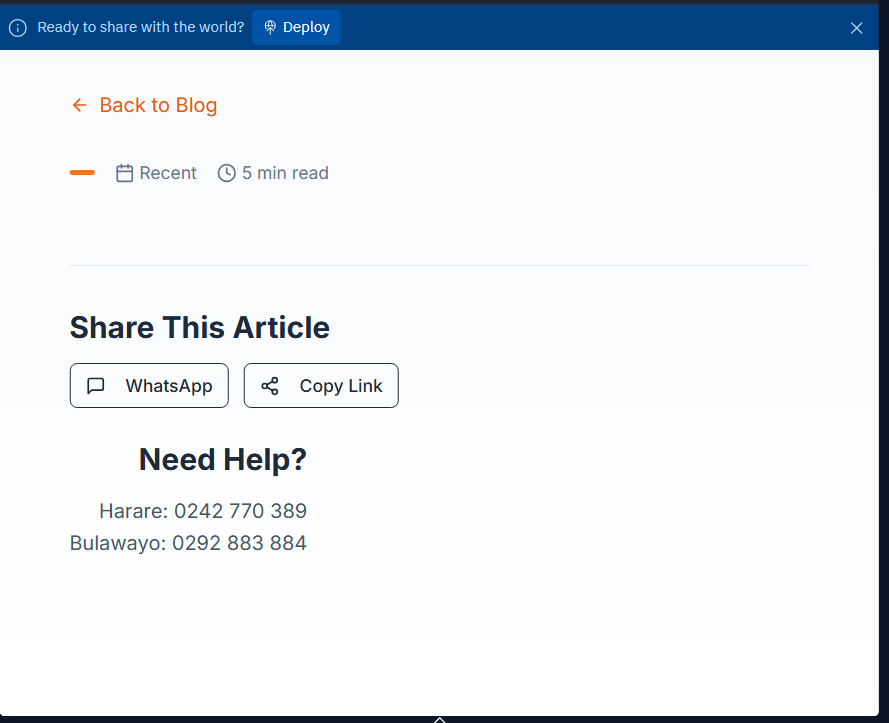 Ready to share with the world? Deploy
Back to Blog
Recent 5 min read
Share This Article
WhatsApp Copy Link
Need Help?
Harare: 0242 770 389
Bulawayo: 0292 883 884